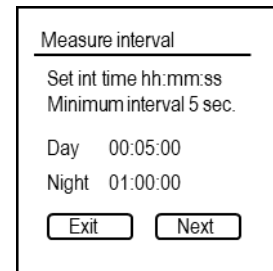 Measure interval
Set int time hh:mm:ss
Minimum interval 5 sec.
Day 00:05:00
Night 01:00:00
Exit Next